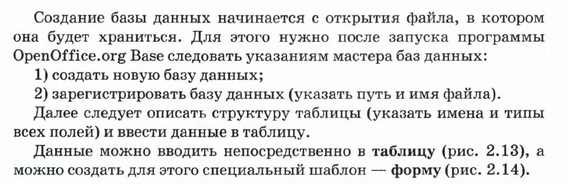 Создание базы данных начинается с открытия файла, в котором
она будет храниться. Для этого нужно после запуска программы
OpenOffice.org Base следовать указаниям мастера баз данных:
1) создать новую базу данных;
2) зарегистрировать базу данных (указать путь и имя файла).
Далее следует описать структуру таблицы (указать имена и типы
всех полей) и ввести данные в таблицу.
Данные можно вводить непосредственно в таблицу (рис. 2.13), а
можно создать для этого специальный шаблон — форму (рис. 2.14).